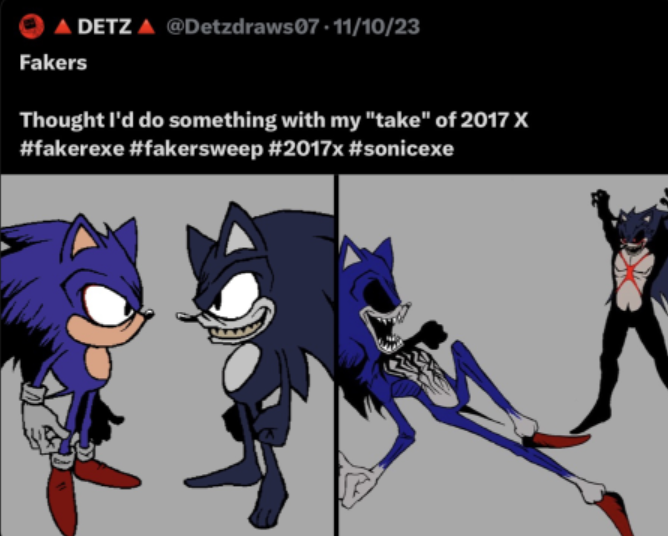 🔺DETZ🔺 @Detzdraws07 · 11/10/23
Fakers
Thought I'd do something with my "take" of 2017 X
#fakerexe #fakersweep #2017x #sonicexe